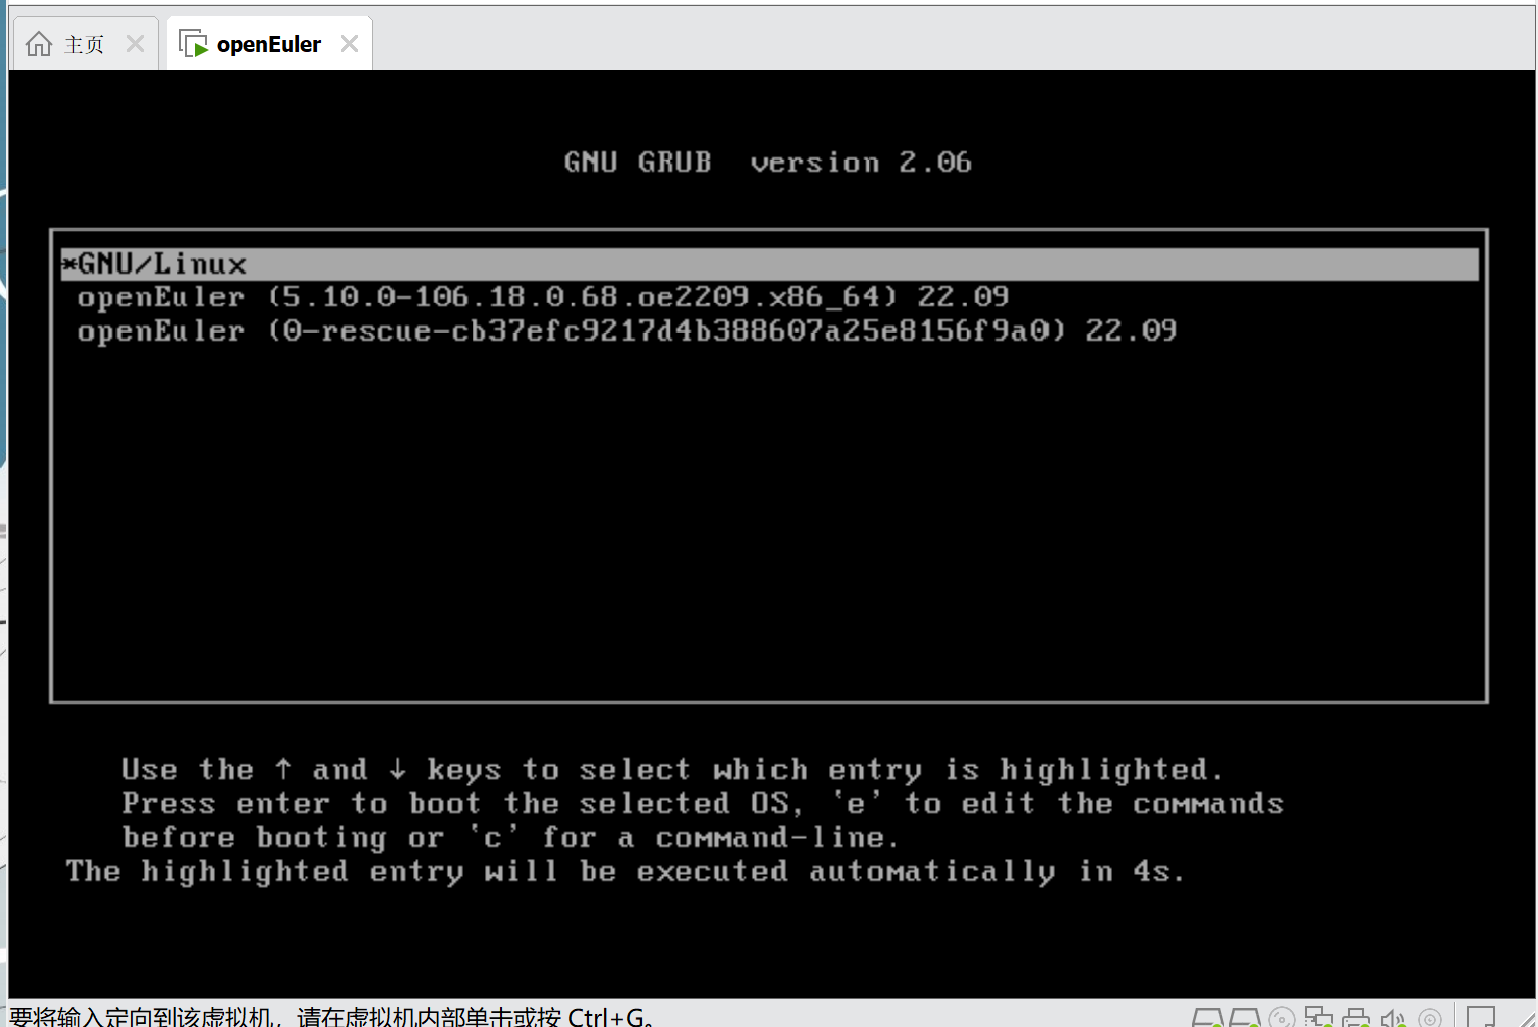 主页 openEuler
GNU GRUB version 2.06
*GNU/Linux
openEuler (5.10.0-106.18.0.68.oe2209.x86_64) 22.09
openEuler (0-rescue-cb37efc9217d4b388607a25e8156f9a0) 22.09
Use the ↑ and ↓ keys to select which entry is highlighted.
Press enter to boot the selected OS, `e' to edit the commands
before booting or `c' for a command-line.
The highlighted entry will be executed automatically in 4s.
要将输入定向到该虚拟机，请在虚拟机内部单击或按 Ctrl+G。